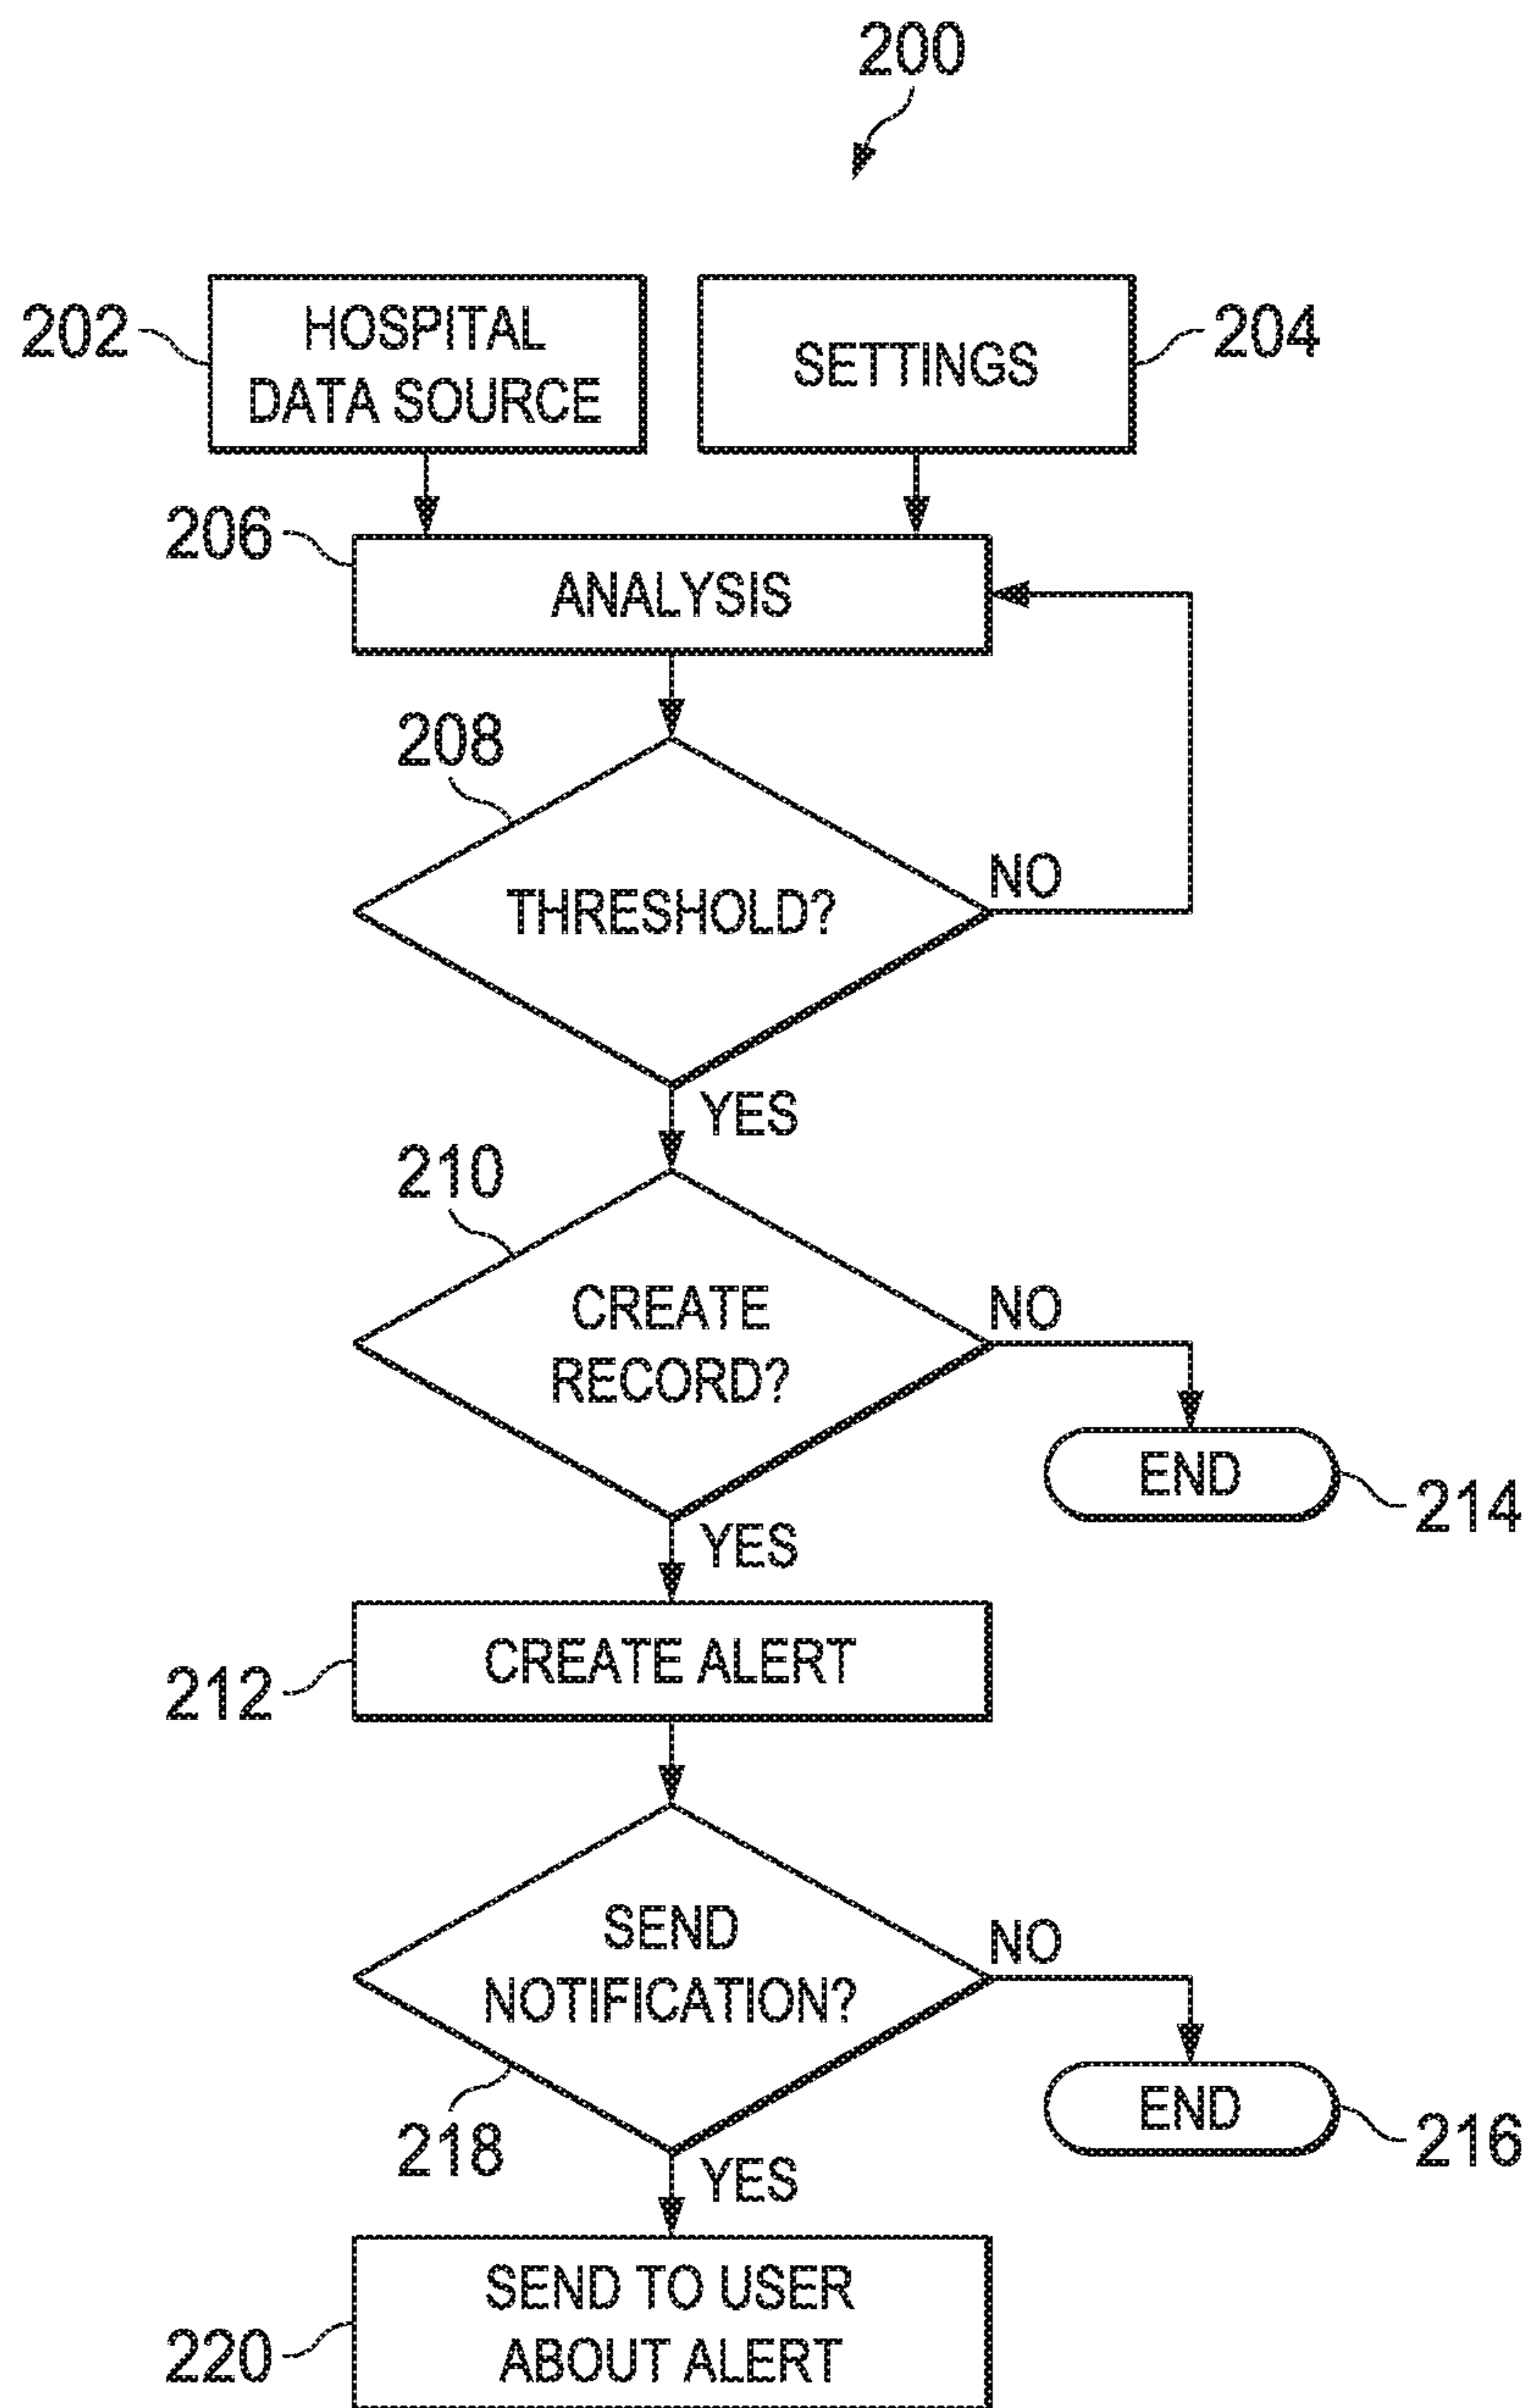 200
202
HOSPITAL
DATA SOURCE
SETTINGS
204
206
ANALYSIS
208
THRESHOLD?
NO
YES
210
CREATE
RECORD?
NO
END
214
YES
212
CREATE ALERT
SEND
NOTIFICATION?
NO
218
END
216
YES
220
SEND TO USER
ABOUT ALERT